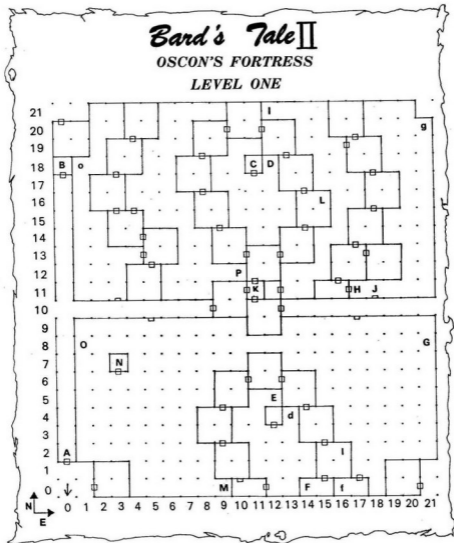 Bard's Tale II
OSCON'S FORTRESS
LEVEL ONE
21 I
20 g
19
18 B o C D
17
16 L
15
14
13
12 P
11 K H J
10
9
8 O G
7 N
6
5 E
4 d
3
2 A I
1
0 M F f
N
E
0 1 2 3 4 5 6 7 8 9 10 11 12 13 14 15 16 17 18 19 20 21